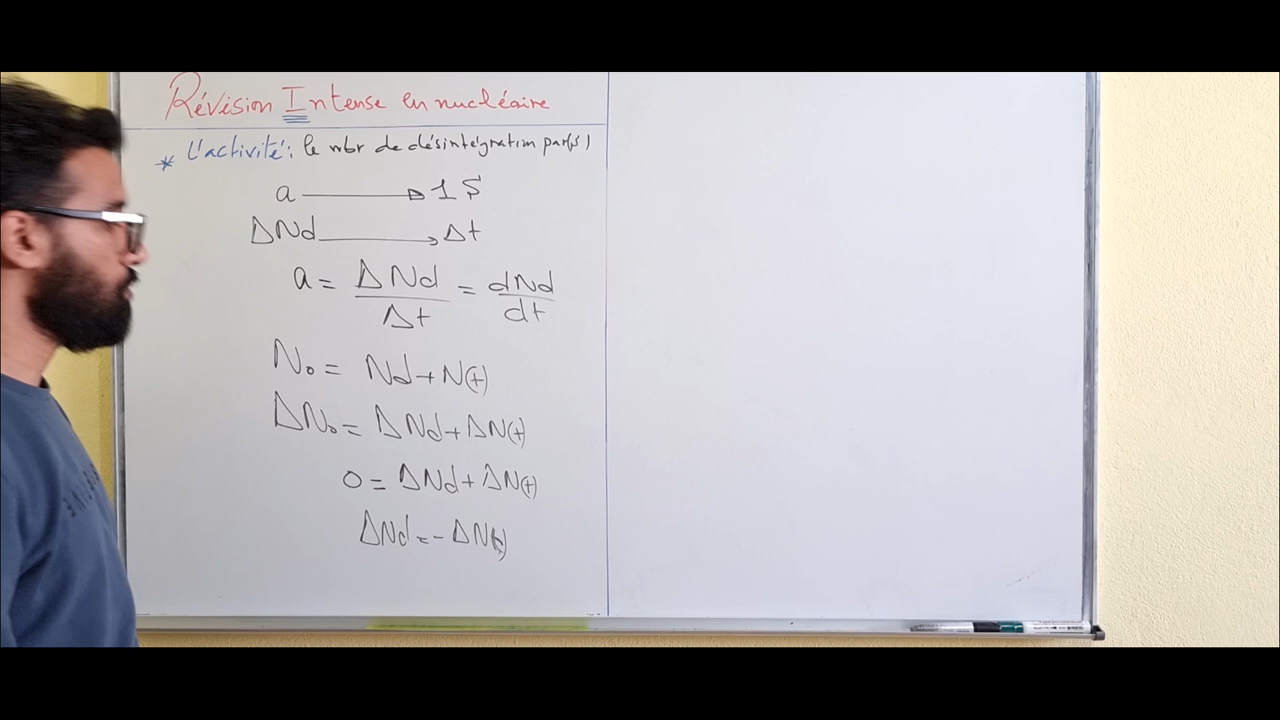 Révision Intense en nucléaire
* L'activité: le nbr de désintégration par(s)
a → 1 S
ΔNd → Δt
a = ΔNd/Δt = dNd/dt
N₀ = Nd + N(t)
ΔN₀ = ΔNd + ΔN(t)
0 = ΔNd + ΔN(t)
ΔNd = - ΔN(t)